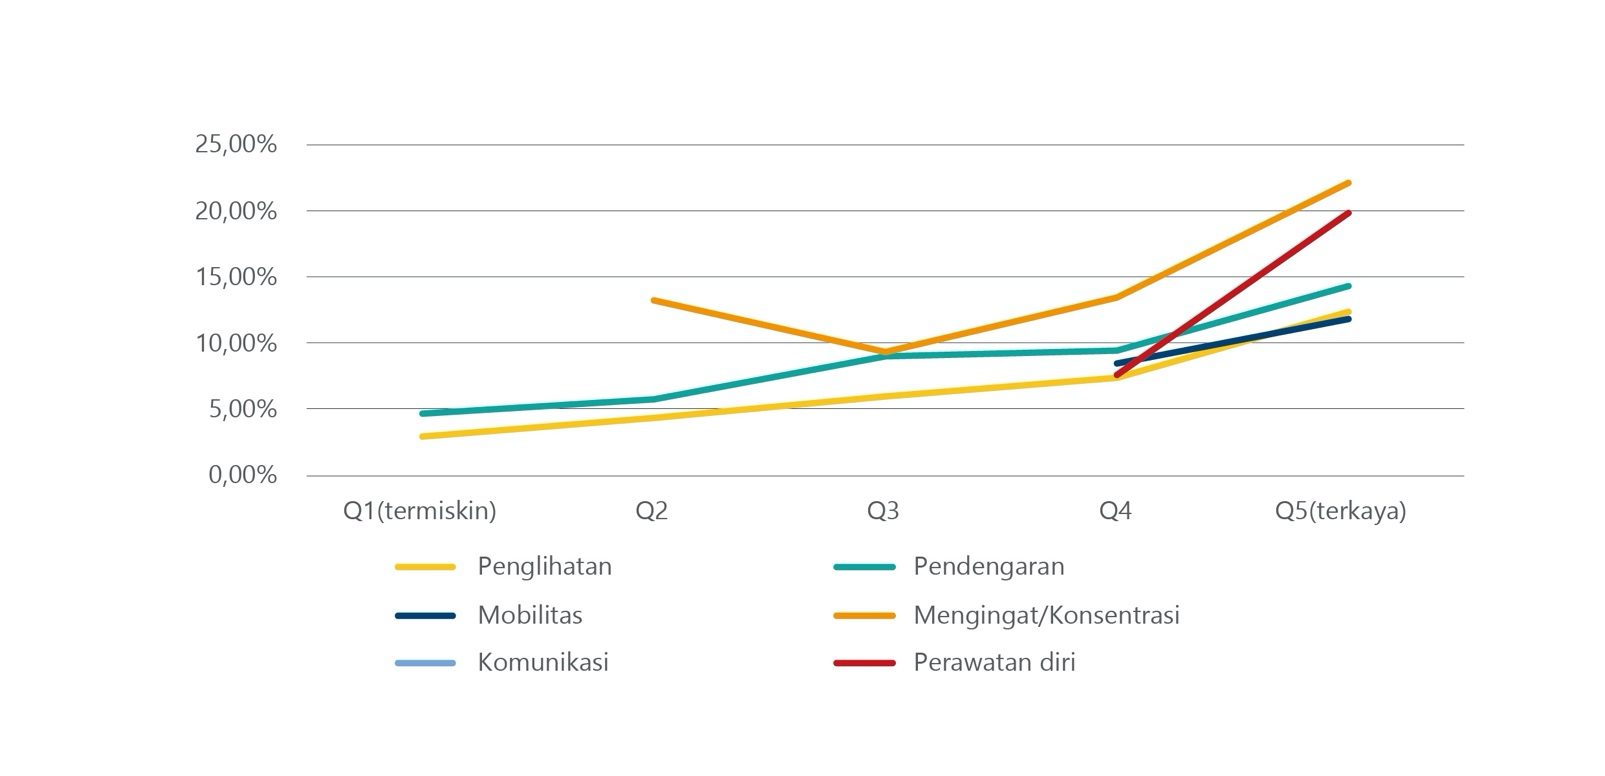 25,00%
20,00%
15,00%
10,00%
5,00%
0,00%
Q1(termiskin) Q2 Q3 Q4 Q5(terkaya)
Penglihatan Pendengaran
Mobilitas Mengingat/Konsentrasi
Komunikasi Perawatan diri